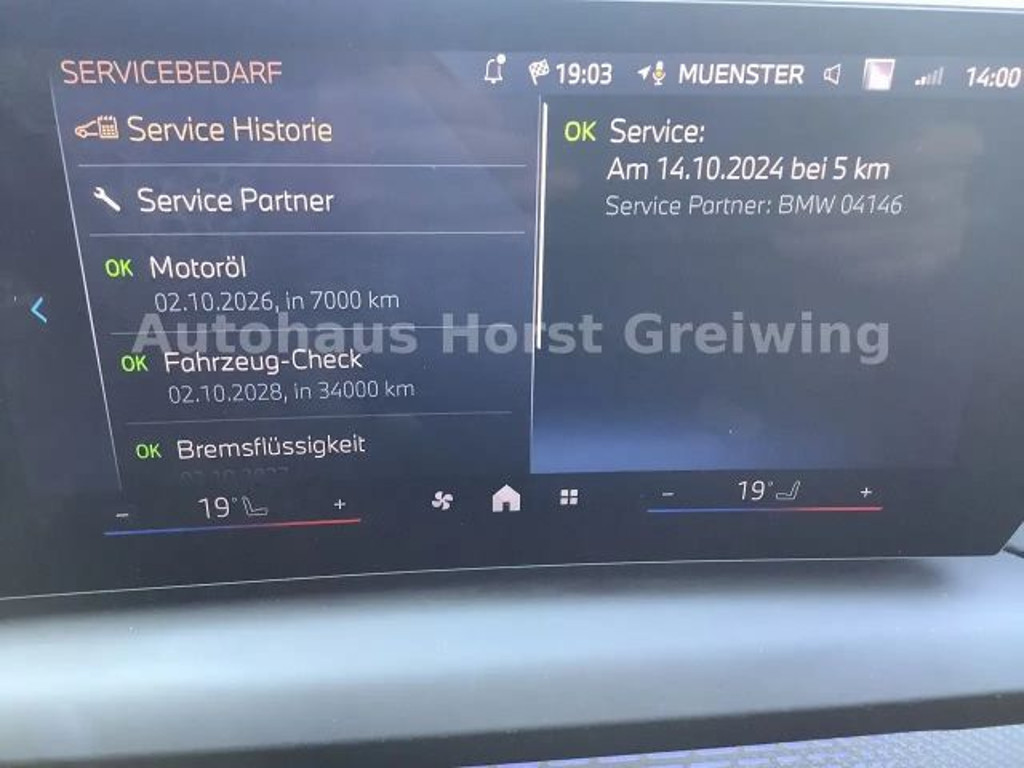 SERVICEBEDARF
19:03
MUENSTER
14:00
Service Historie
Service Partner
OK Motoröl
02.10.2026, in 7000 km
OK Fahrzeug-Check
02.10.2028, in 34000 km
OK Bremsflüssigkeit
OK Service:
Am 14.10.2024 bei 5 km
Service Partner: BMW 04146
Autohaus Horst Greiwing
- 19° +
- 19° +